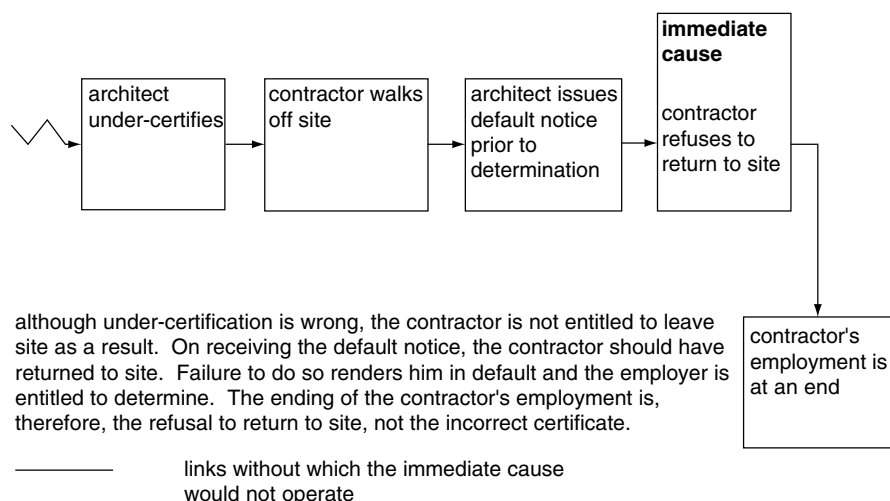 immediate
cause
architect
under-certifies
contractor walks
off site
architect issues
default notice
prior to
determination
contractor
refuses to
return to site
although under-certification is wrong, the contractor is not entitled to leave
site as a result.  On receiving the default notice, the contractor should have
returned to site.  Failure to do so renders him in default and the employer is
entitled to determine.  The ending of the contractor's employment is,
therefore, the refusal to return to site, not the incorrect certificate.
contractor's
employment is
at an end
links without which the immediate cause
would not operate